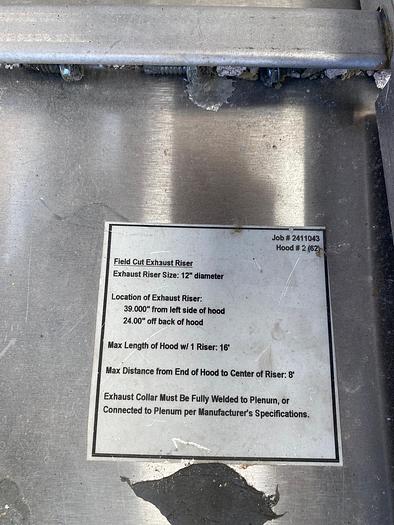 Job # 2411043
Hood # 2 (62)
Field Cut Exhaust Riser
Exhaust Riser Size: 12" diameter
Location of Exhaust Riser:
39.000" from left side of hood
24.00" off back of hood
Max Length of Hood w/ 1 Riser: 16'
Max Distance from End of Hood to Center of Riser: 8'
Exhaust Collar Must Be Fully Welded to Plenum, or
Connected to Plenum per Manufacturer's Specifications.